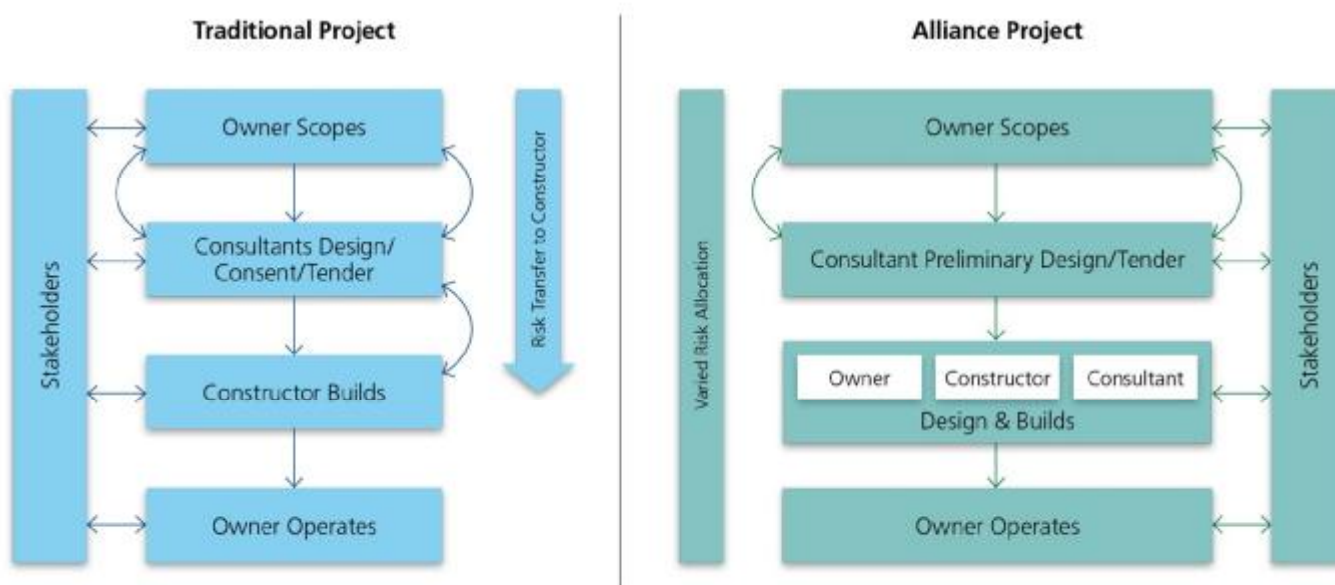 Traditional Project
Stakeholders
Owner Scopes
Consultants Design/
Consent/Tender
Constructor Builds
Owner Operates
Risk Transfer to Constructor
Alliance Project
Varied Risk Allocation
Owner Scopes
Consultant Preliminary Design/Tender
Owner
Constructor
Consultant
Design & Builds
Owner Operates
Stakeholders